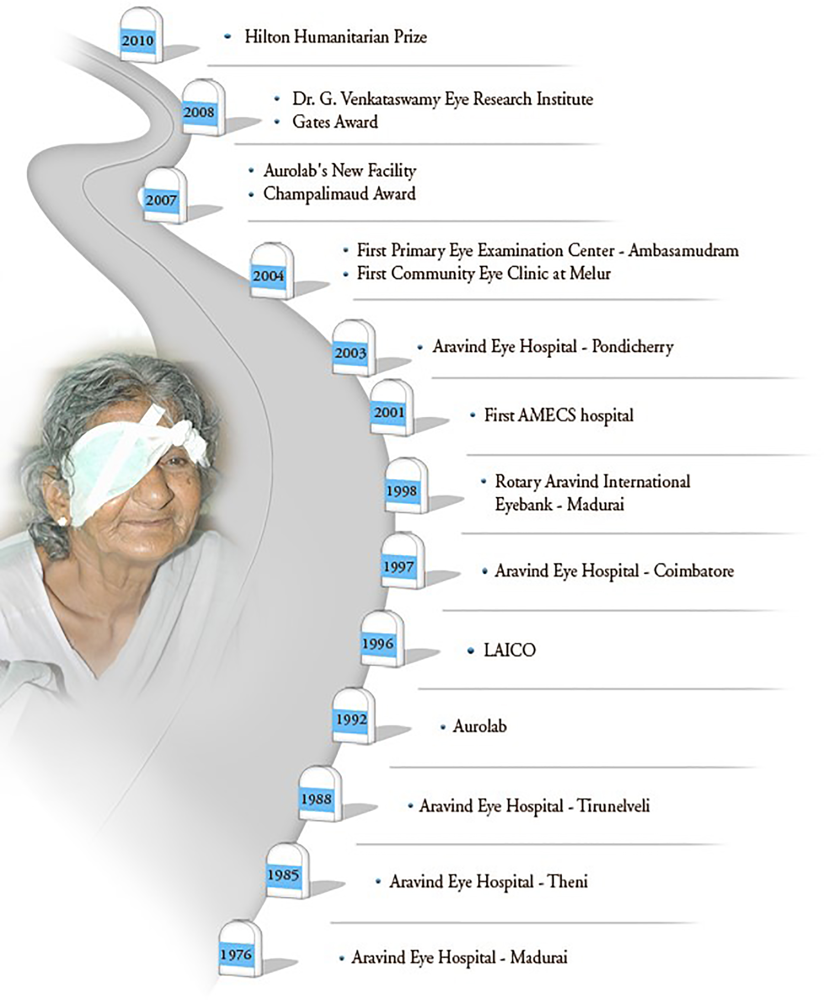 2010
• Hilton Humanitarian Prize
2008
• Dr. G. Venkataswamy Eye Research Institute
• Gates Award
2007
• Aurolab's New Facility
• Champalimaud Award
2004
• First Primary Eye Examination Center - Ambasamudram
• First Community Eye Clinic at Melur
2003
• Aravind Eye Hospital - Pondicherry
2001
• First AMECS hospital
1998
• Rotary Aravind International
Eyebank - Madurai
1997
• Aravind Eye Hospital - Coimbatore
1996
• LAICO
1992
• Aurolab
1988
• Aravind Eye Hospital - Tirunelveli
1985
• Aravind Eye Hospital - Theni
1976
• Aravind Eye Hospital - Madurai